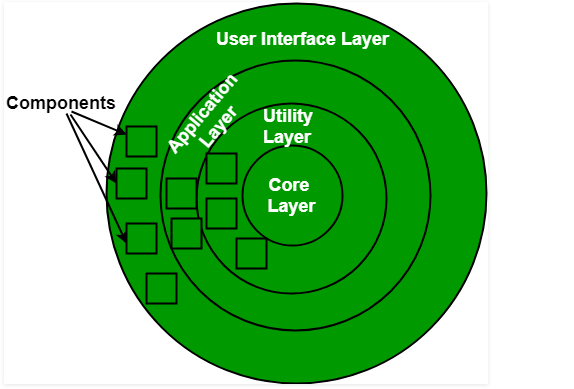 User Interface Layer
Components
Application
Layer
Utility
Layer
Core
Layer